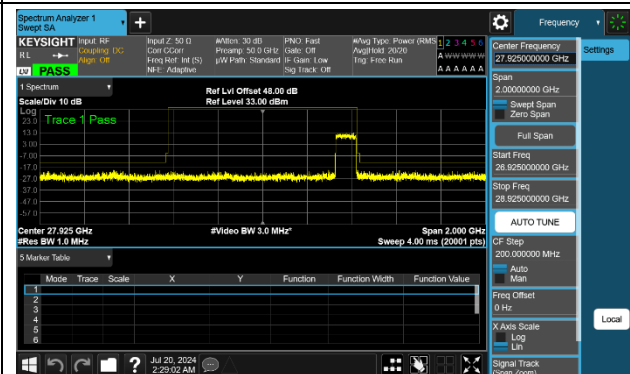 Spectrum Analyzer 1
Swept SA
+
Frequency
KEYSIGHT
RL
LXI
PASS
Input: RF
Coupling: DC
Align: Off
Input Z: 50 Ω
Corr CCorr
Freq Ref: Int (S)
NFE: Adaptive
#Atten: 30 dB
Preamp: 50.0 GHz
µW Path: Standard
PNO: Fast
Gate: Off
IF Gain: Low
Sig Track: Off
#Avg Type: Power (RMS)
Avg|Hold: 20/20
Trig: Free Run
1 2 3 4 5 6
A W W W W W
A A A A A A
1 Spectrum
Scale/Div 10 dB
Ref Lvl Offset 48.00 dB
Ref Level 33.00 dBm
Log
Trace 1 Pass
23.0
13.0
3.00
-7.00
-17.0
-27.0
-37.0
-47.0
-57.0
Center 27.925 GHz
#Res BW 1.0 MHz
#Video BW 3.0 MHz*
Span 2.000 GHz
Sweep 4.00 ms (20001 pts)
5 Marker Table
Mode Trace Scale X Y Function Function Width Function Value
1
2
3
4
5
6
Jul 20, 2024
2:29:02 AM
Center Frequency
27.925000000 GHz
Settings
Span
2.00000000 GHz
Swept Span
Zero Span
Full Span
Start Freq
26.925000000 GHz
Stop Freq
28.925000000 GHz
AUTO TUNE
CF Step
200.000000 MHz
Auto
Man
Freq Offset
0 Hz
X Axis Scale
Log
Lin
Local
Signal Track
(Span Zoom)